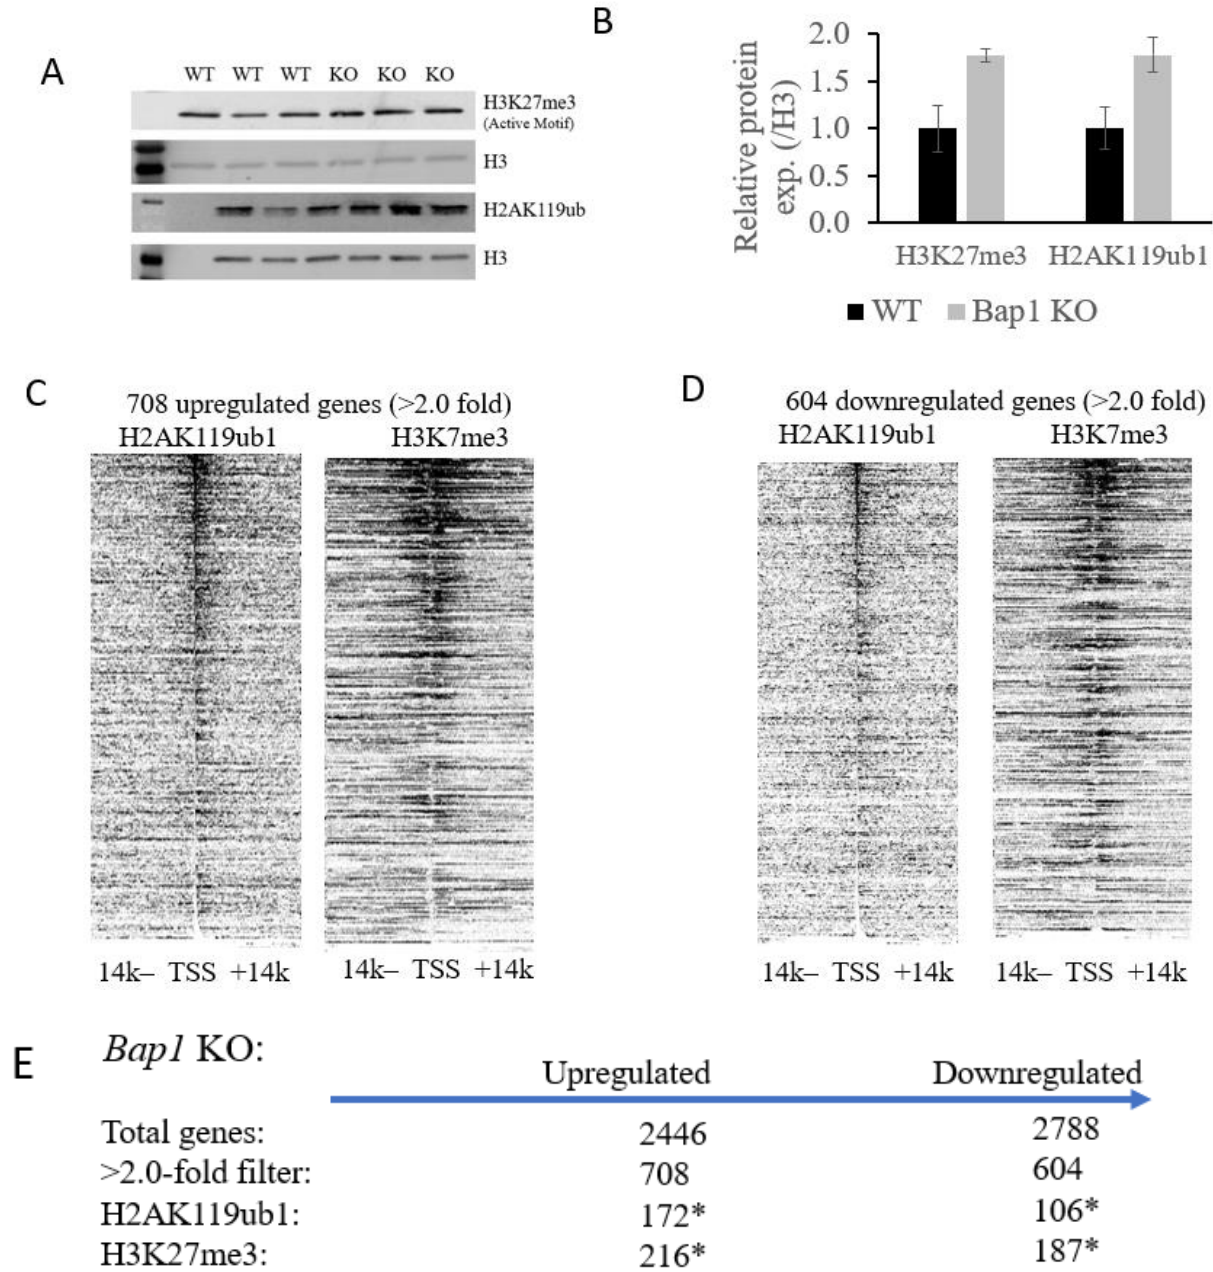 A
WT WT WT KO KO KO
H3K27me3
(Active Motif)
H3
H2AK119ub
H3
B
Relative protein
exp. (/H3)
2.0
1.5
1.0
0.5
0.0
H3K27me3 H2AK119ub1
WT Bap1 KO
C
708 upregulated genes (>2.0 fold)
H2AK119ub1 H3K7me3
14k– TSS +14k 14k– TSS +14k
D
604 downregulated genes (>2.0 fold)
H2AK119ub1 H3K7me3
14k– TSS +14k 14k– TSS +14k
E
Bap1 KO:
Upregulated Downregulated
Total genes: 2446 2788
>2.0-fold filter: 708 604
H2AK119ub1: 172* 106*
H3K27me3: 216* 187*